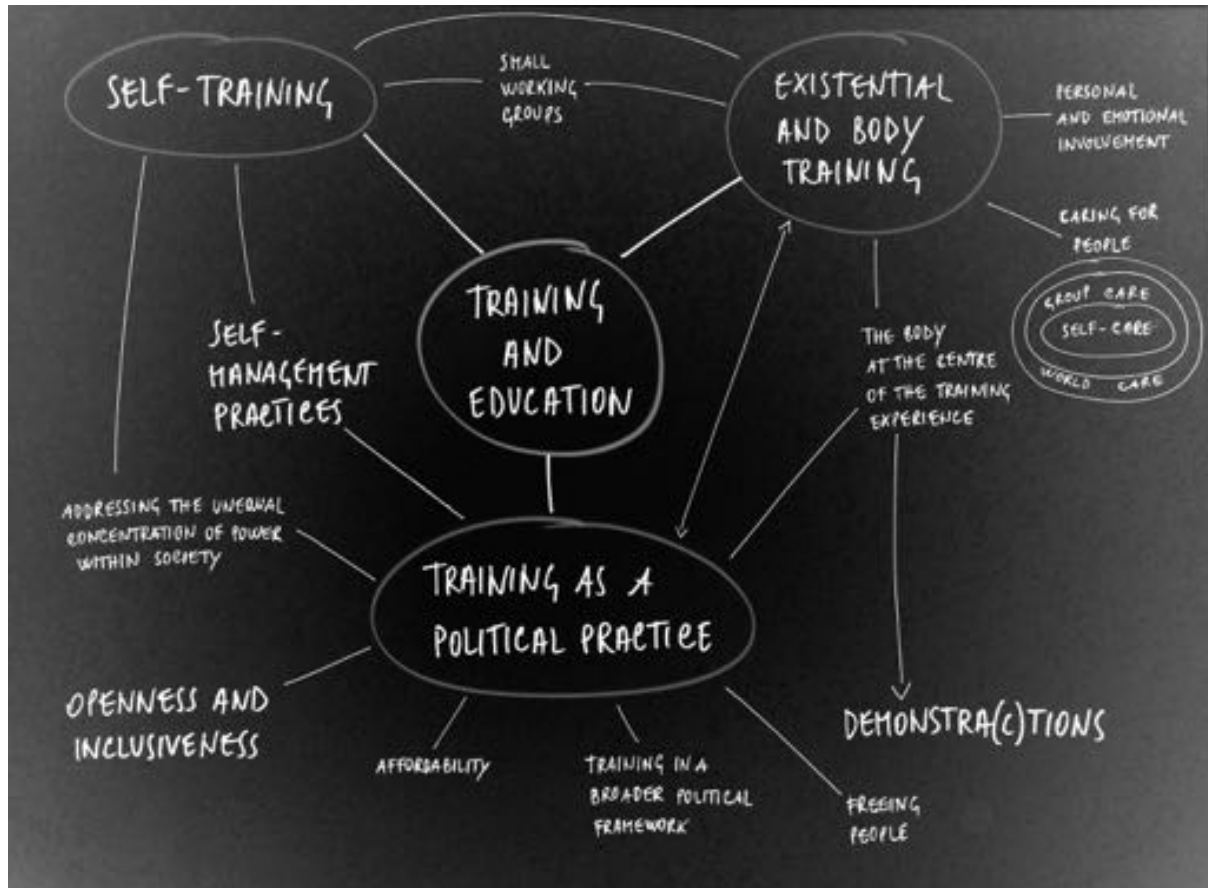 SELF-TRAINING
SMALL
WORKING
GROUPS
EXISTENTIAL
AND BODY
TRAINING
PERSONAL
AND EMOTIONAL
INVOLVEMENT
CARING FOR
PEOPLE
GROUP CARE
SELF-CARE
WORLD CARE
TRAINING
AND
EDUCATION
SELF-
MANAGEMENT
PRACTICES
THE BODY
AT THE CENTRE
OF THE TRAINING
EXPERIENCE
ADDRESSING THE UNEQUAL
CONCENTRATION OF POWER
WITHIN SOCIETY
TRAINING AS A
POLITICAL PRACTICE
OPENNESS AND
INCLUSIVENESS
AFFORDABILITY
TRAINING IN A
BROADER POLITICAL
FRAMEWORK
FREEING
PEOPLE
DEMONSTRA(C)TIONS